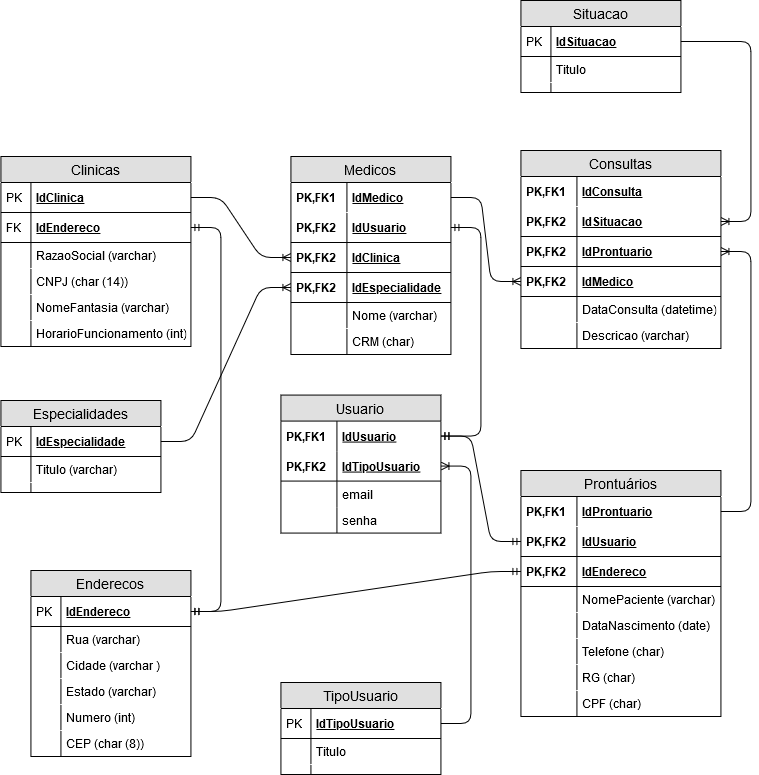 Situacao
PK IdSituacao
Titulo
Clinicas
PK IdClinica
FK IdEndereco
RazaoSocial (varchar)
CNPJ (char (14))
NomeFantasia (varchar)
HorarioFuncionamento (int)
Medicos
PK,FK1 IdMedico
PK,FK2 IdUsuario
PK,FK2 IdClinica
PK,FK2 IdEspecialidade
Nome (varchar)
CRM (char)
Consultas
PK,FK1 IdConsulta
PK,FK2 IdSituacao
PK,FK2 IdProntuario
PK,FK2 IdMedico
DataConsulta (datetime)
Descricao (varchar)
Especialidades
PK IdEspecialidade
Titulo (varchar)
Usuario
PK,FK1 IdUsuario
PK,FK2 IdTipoUsuario
email
senha
Prontuários
PK,FK1 IdProntuario
PK,FK2 IdUsuario
PK,FK2 IdEndereco
NomePaciente (varchar)
DataNascimento (date)
Telefone (char)
RG (char)
CPF (char)
Enderecos
PK IdEndereco
Rua (varchar)
Cidade (varchar )
Estado (varchar)
Numero (int)
CEP (char (8))
TipoUsuario
PK IdTipoUsuario
Titulo